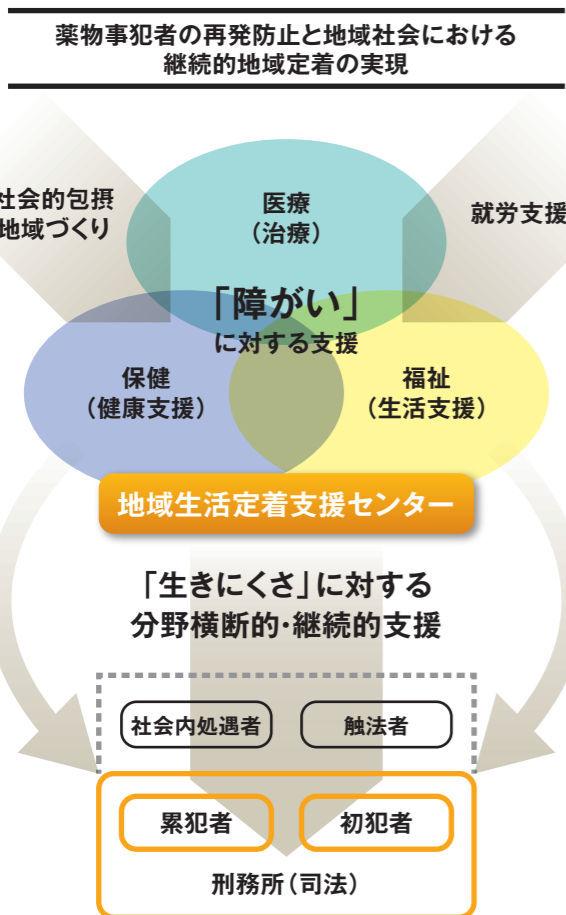 薬物事犯者の再発防止と地域社会における
継続的地域定着の実現
社会的包摂
地域づくり
医療
（治療）
就労支援
「障がい」
に対する支援
保健
（健康支援）
福祉
（生活支援）
地域生活定着支援センター
「生きにくさ」に対する
分野横断的・継続的支援
社会内処遇者
触法者
累犯者
初犯者
刑務所（司法）